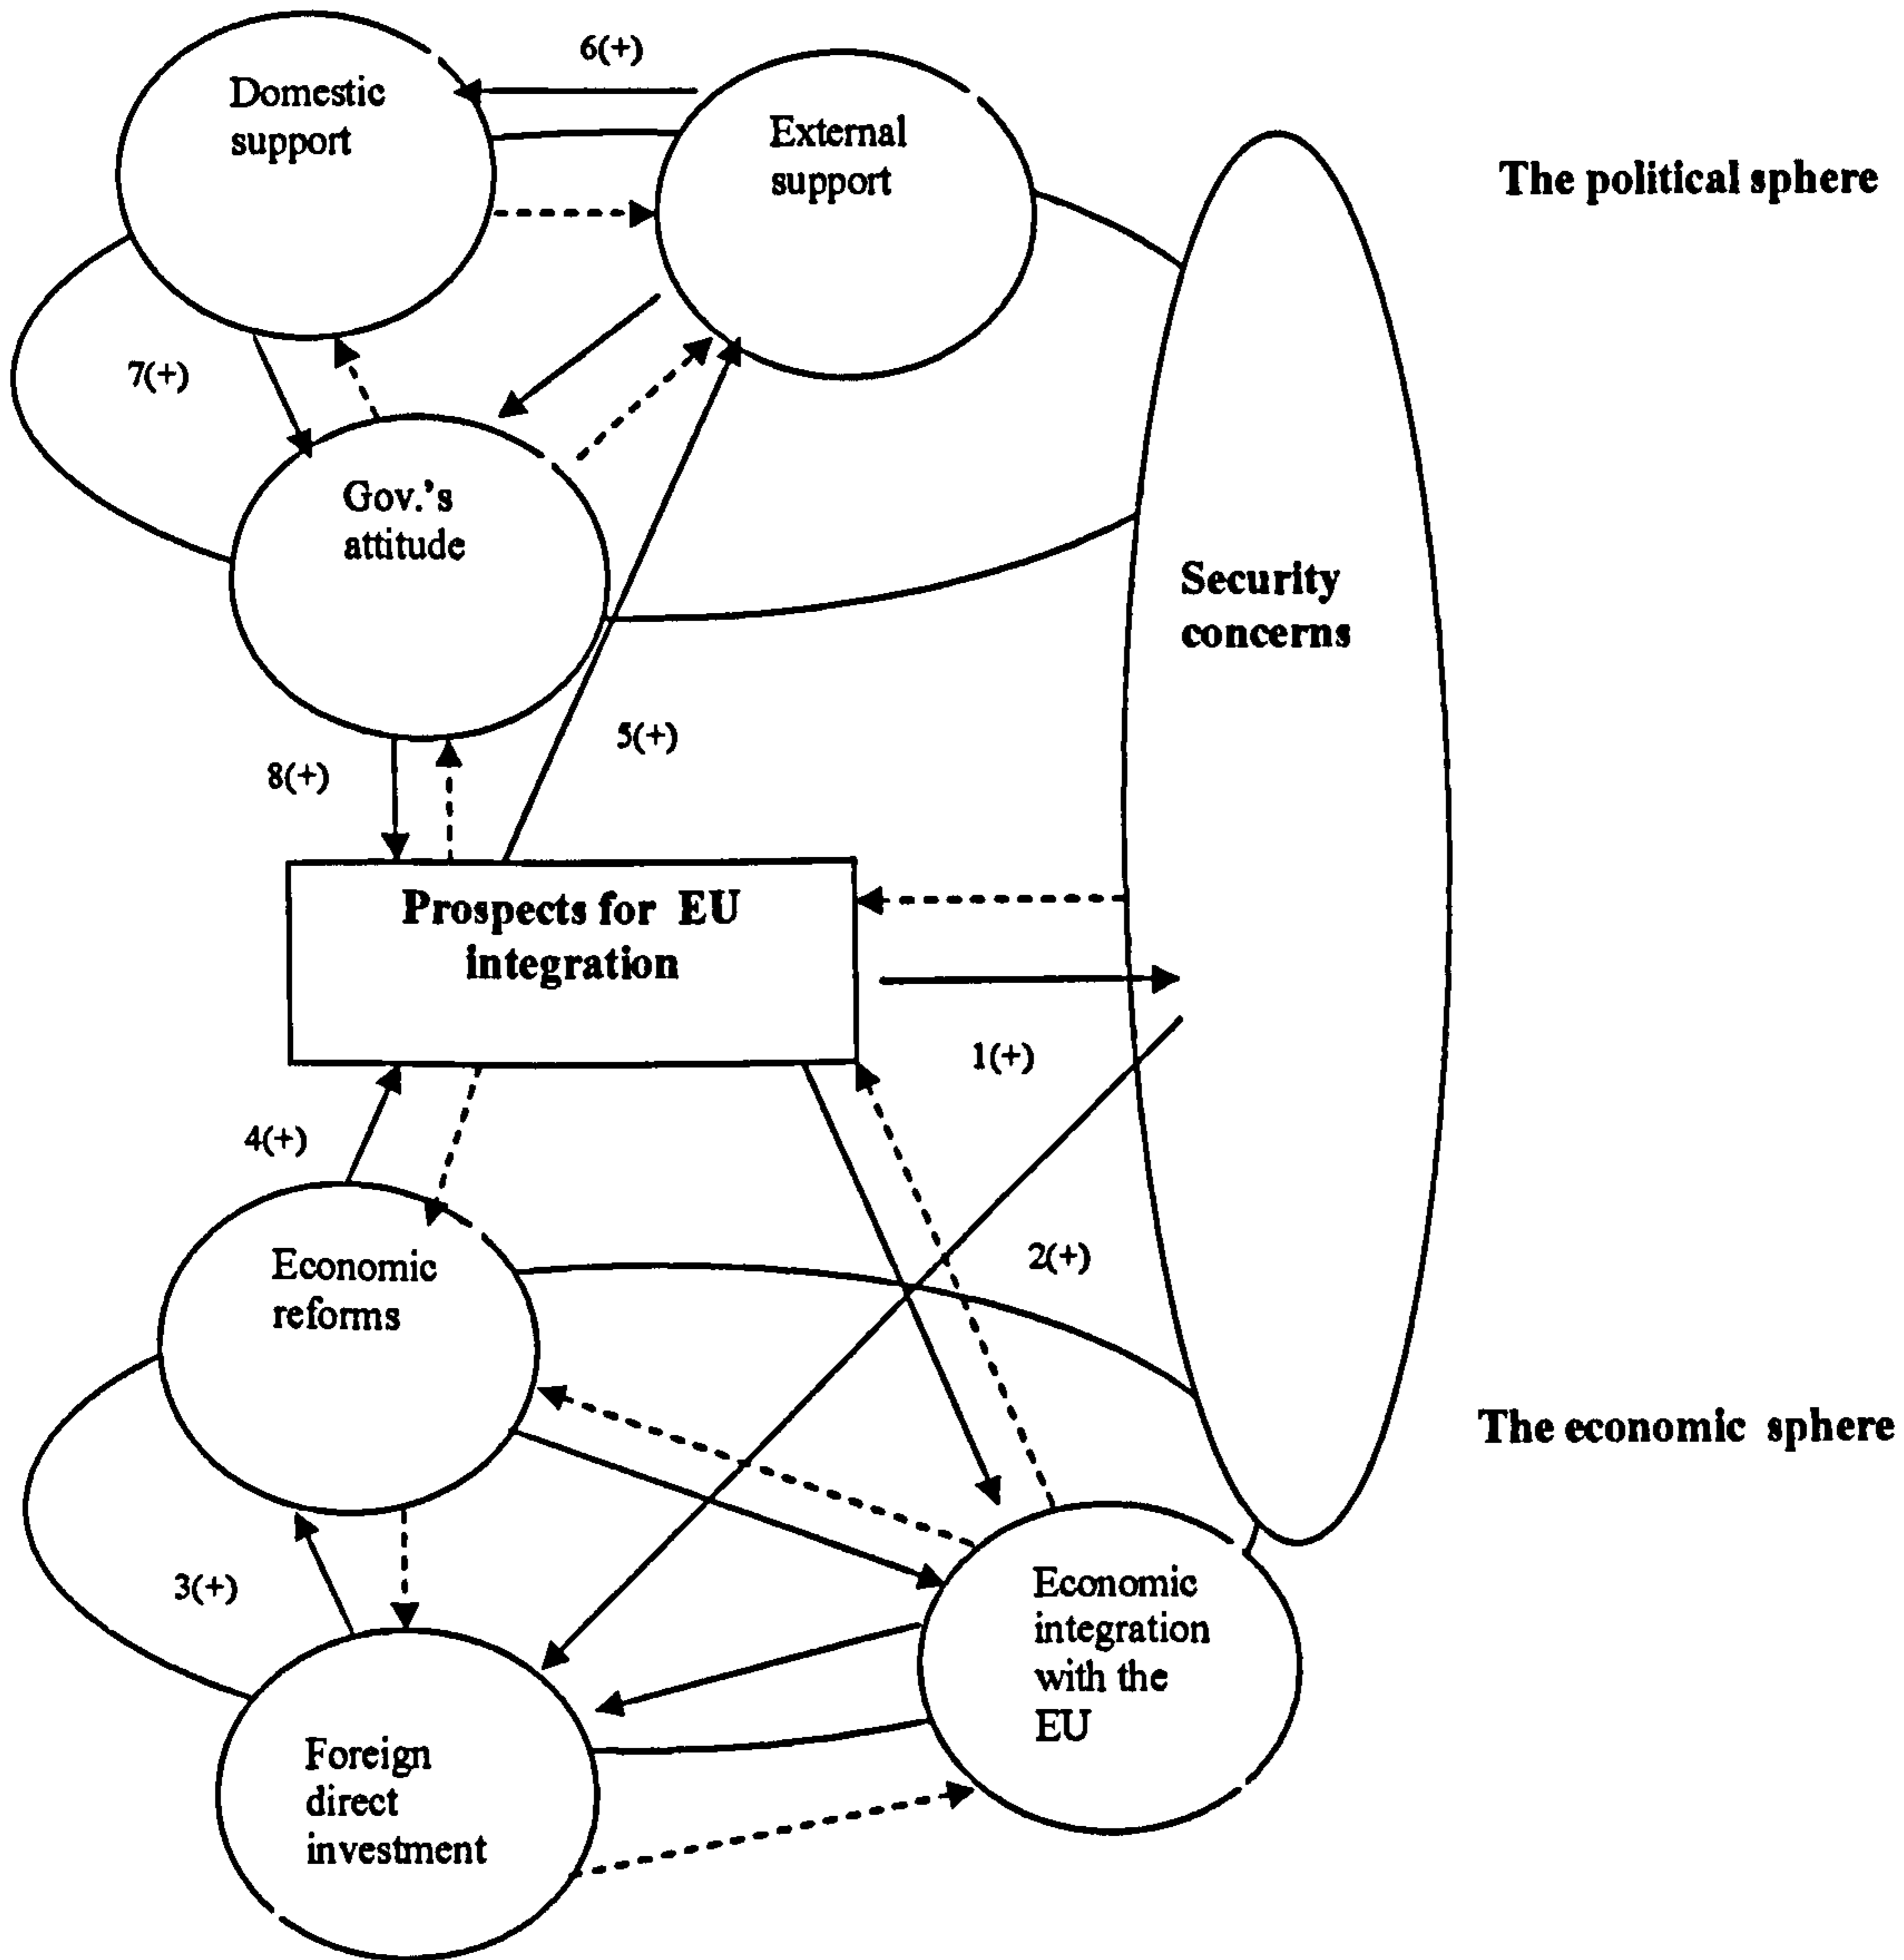 6(+)
Domestic
support
External
support
The political sphere
7(+)
Gov.'s
attitude
Security
concerns
5(+)
8(+)
Prospects for EU
integration
1(+)
4(+)
2(+)
Economic
reforms
The economic sphere
3(+)
Economic
integration
with the
EU
Foreign
direct
investment